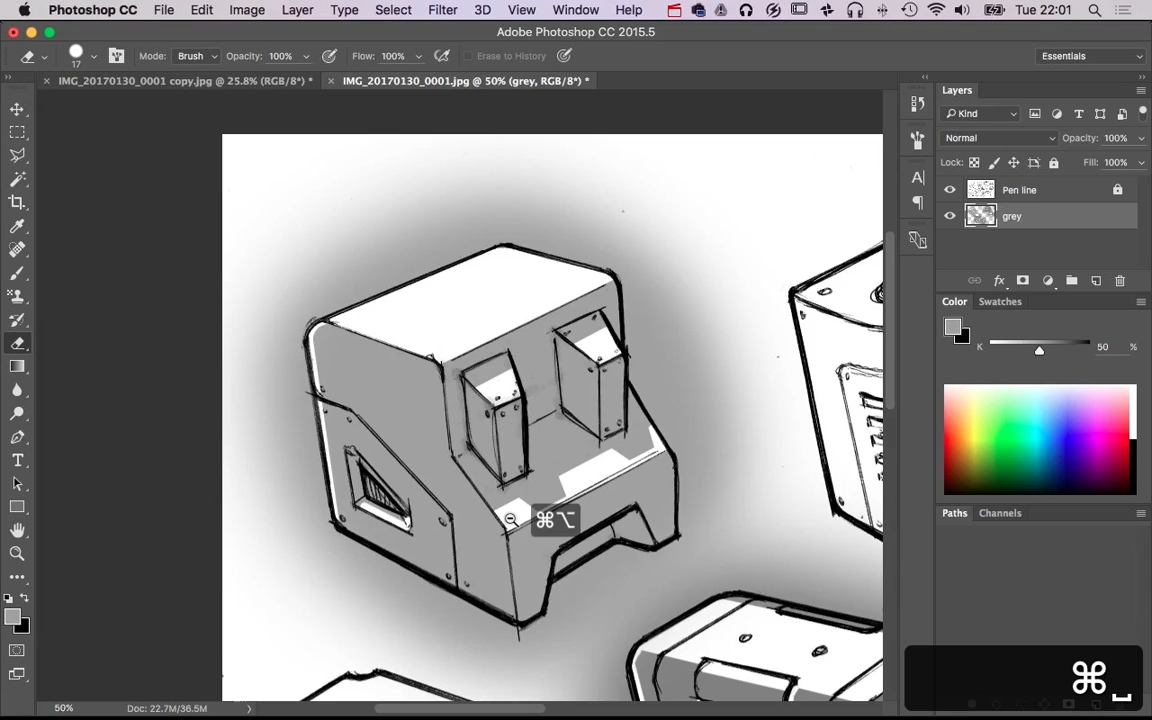 Photoshop CC File Edit Image Layer Type Select Filter 3D View Window Help Tue 22:01
Adobe Photoshop CC 2015.5
17 Mode: Brush Opacity: 100% Flow: 100% Erase to History Essentials
IMG_20170130_0001 copy.jpg @ 25.8% (RGB/8*) * IMG_20170130_0001.jpg @ 50% (grey, RGB/8*) *
Layers
Kind
Normal Opacity: 100%
Lock: Fill: 100%
Pen line
grey
fx
Color Swatches
K 50 %
Paths Channels
⌘⌥
⌘
50% Doc: 22.7M/36.5M